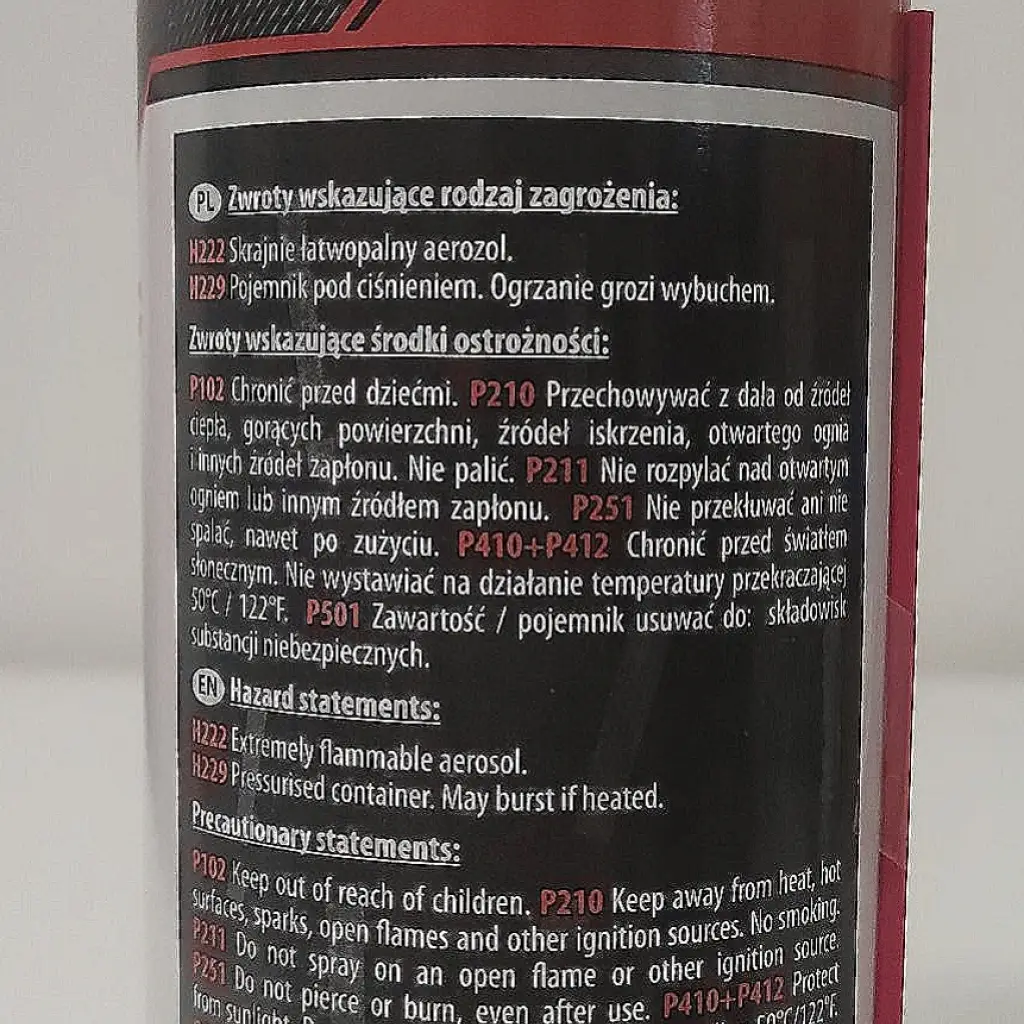 PL Zwroty wskazujące rodzaj zagrożenia:
H222 Skrajnie łatwopalny aerozol.
H229 Pojemnik pod ciśnieniem. Ogrzanie grozi wybuchem.
Zwroty wskazujące środki ostrożności:
P102 Chronić przed dziećmi. P210 Przechowywać z dala od źródeł
ciepła, gorących powierzchni, źródeł iskrzenia, otwartego ognia
i innych źródeł zapłonu. Nie palić. P211 Nie rozpylać nad otwartym
ogniem lub innym źródłem zapłonu. P251 Nie przekłuwać ani nie
spalać, nawet po zużyciu. P410+P412 Chronić przed światłem
słonecznym. Nie wystawiać na działanie temperatury przekraczającej
50°C / 122°F. P501 Zawartość / pojemnik usuwać do: składowisk
substancji niebezpiecznych.
EN Hazard statements:
H222 Extremely flammable aerosol.
H229 Pressurised container. May burst if heated.
Precautionary statements:
P102 Keep out of reach of children. P210 Keep away from heat, hot
surfaces, sparks, open flames and other ignition sources. No smoking.
P211 Do not spray on an open flame or other ignition source.
P251 Do not pierce or burn, even after use. P410+P412 Protect
from sunlight. 50°C/122°F.